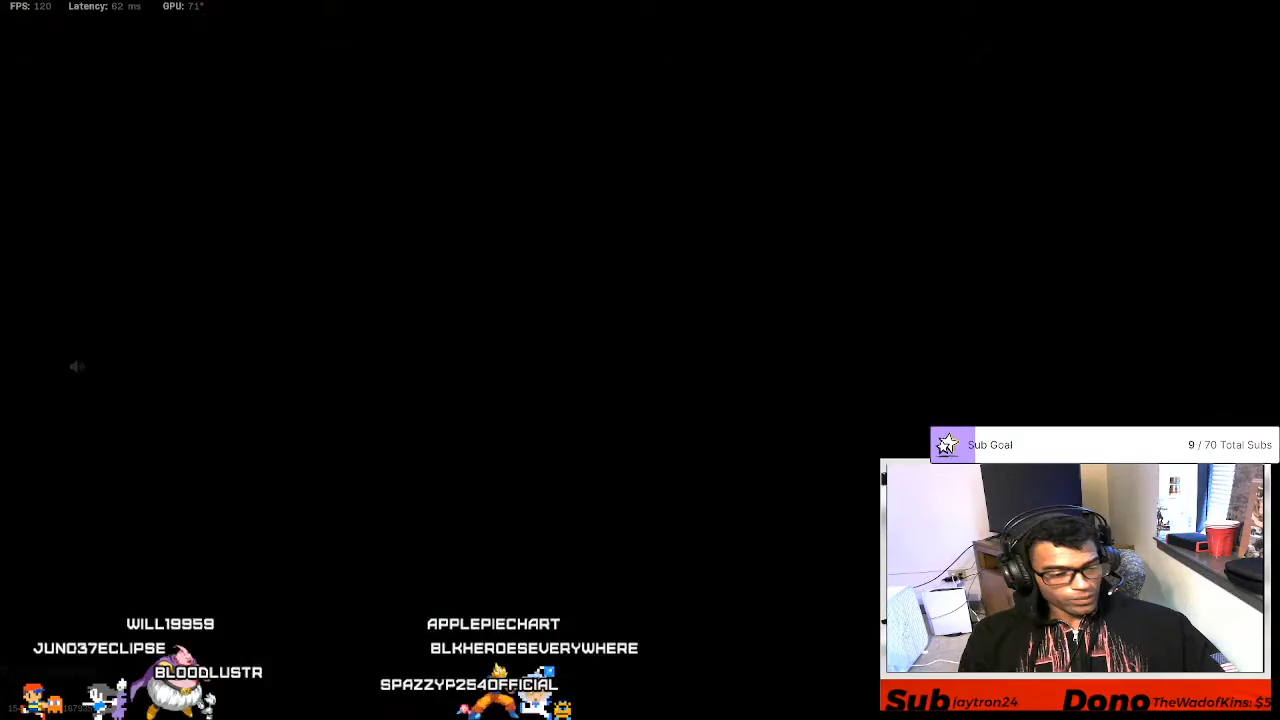 FPS: 120 Latency: 62 ms GPU: 71°
Sub Goal 9 / 70 Total Subs
WILL19959 APPLEPIECHART
JUNO37ECLIPSE BLKHEROESEVERYWHERE
BLOODLUSTR
SPAZZYP254OFFICIAL
Sub jaytron24 Dono TheWadofKins: $5